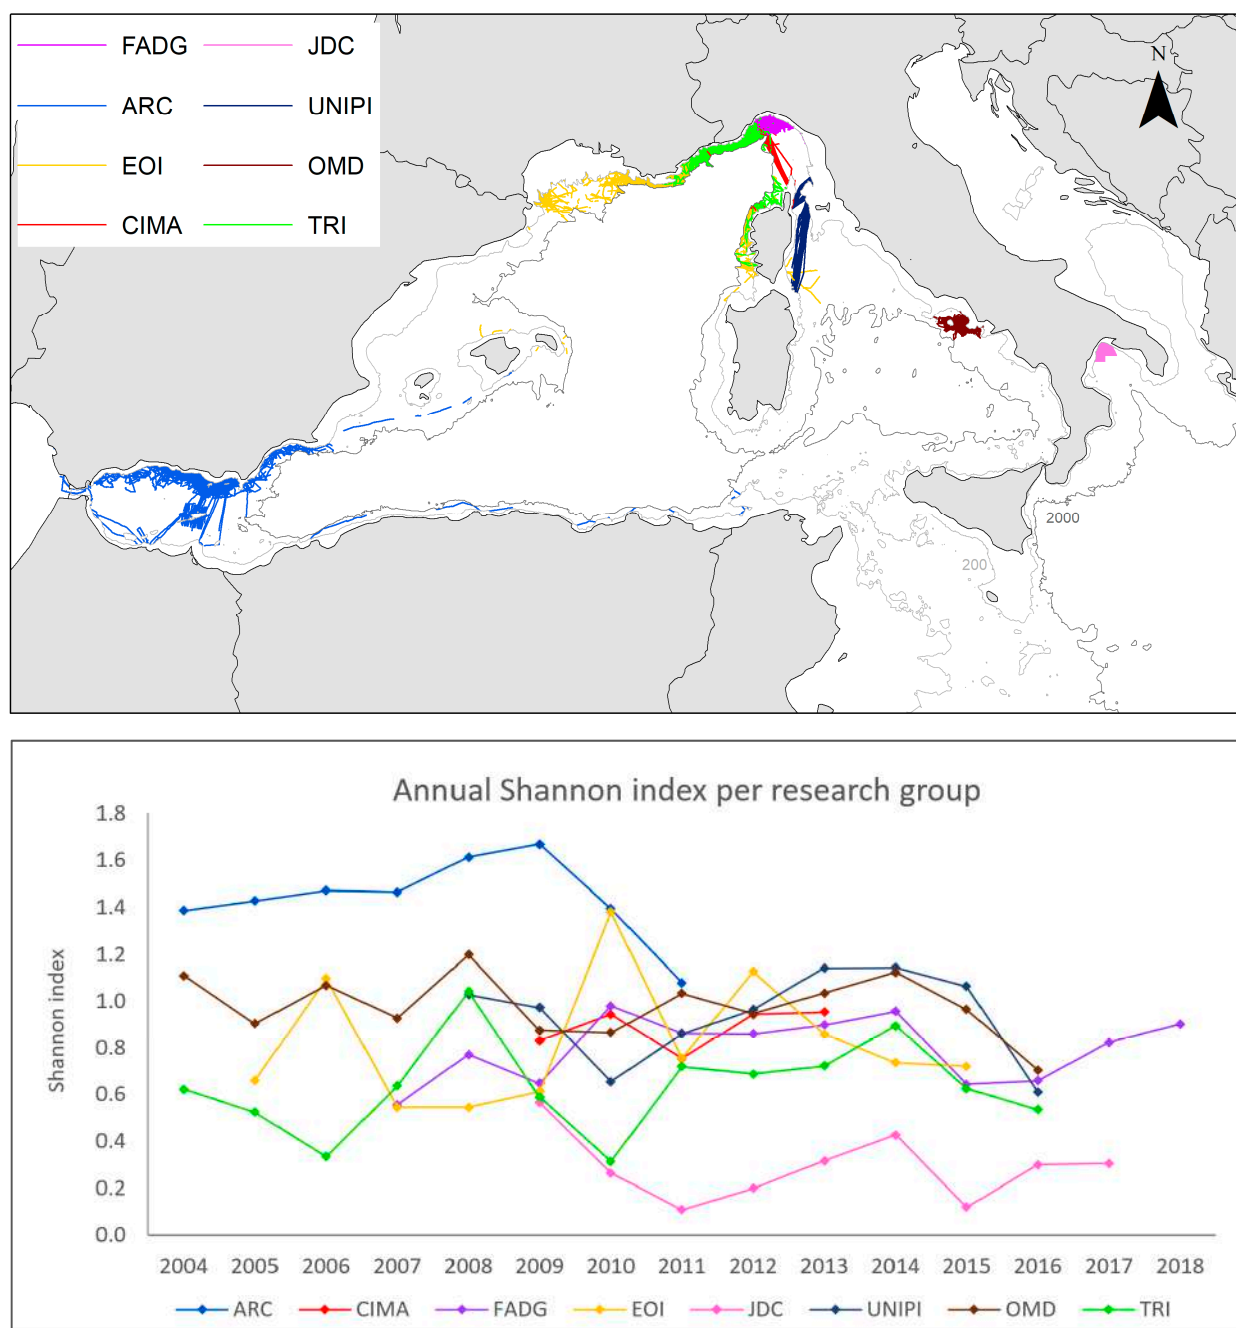 FADG JDC
N
ARC UNIPI
EOI OMD
CIMA TRI
2000
200
Annual Shannon index per research group
Shannon index
1.8
1.6
1.4
1.2
1.0
0.8
0.6
0.4
0.2
0.0
2004 2005 2006 2007 2008 2009 2010 2011 2012 2013 2014 2015 2016 2017 2018
ARC CIMA FADG EOI JDC UNIPI OMD TRI